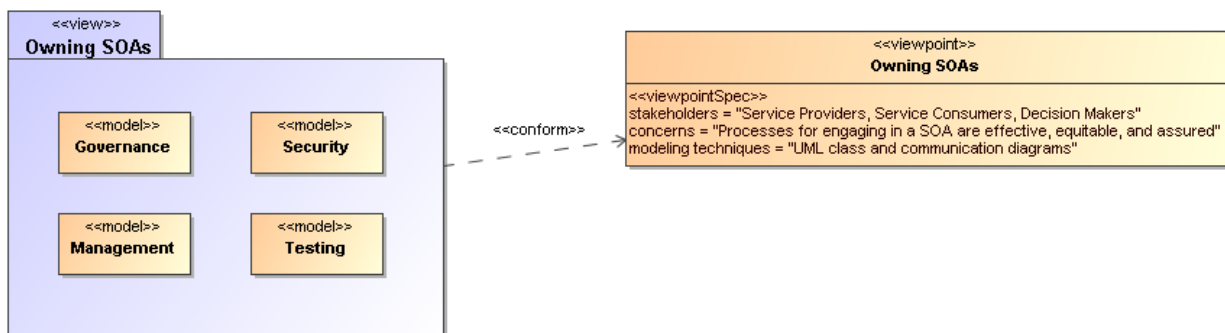 <<view>>
Owning SOAs
<<model>>
Governance
<<model>>
Security
<<model>>
Management
<<model>>
Testing
<<conform>>
<<viewpoint>>
Owning SOAs
<<viewpointSpec>>
stakeholders = "Service Providers, Service Consumers, Decision Makers"
concerns = "Processes for engaging in a SOA are effective, equitable, and assured"
modeling techniques = "UML class and communication diagrams"